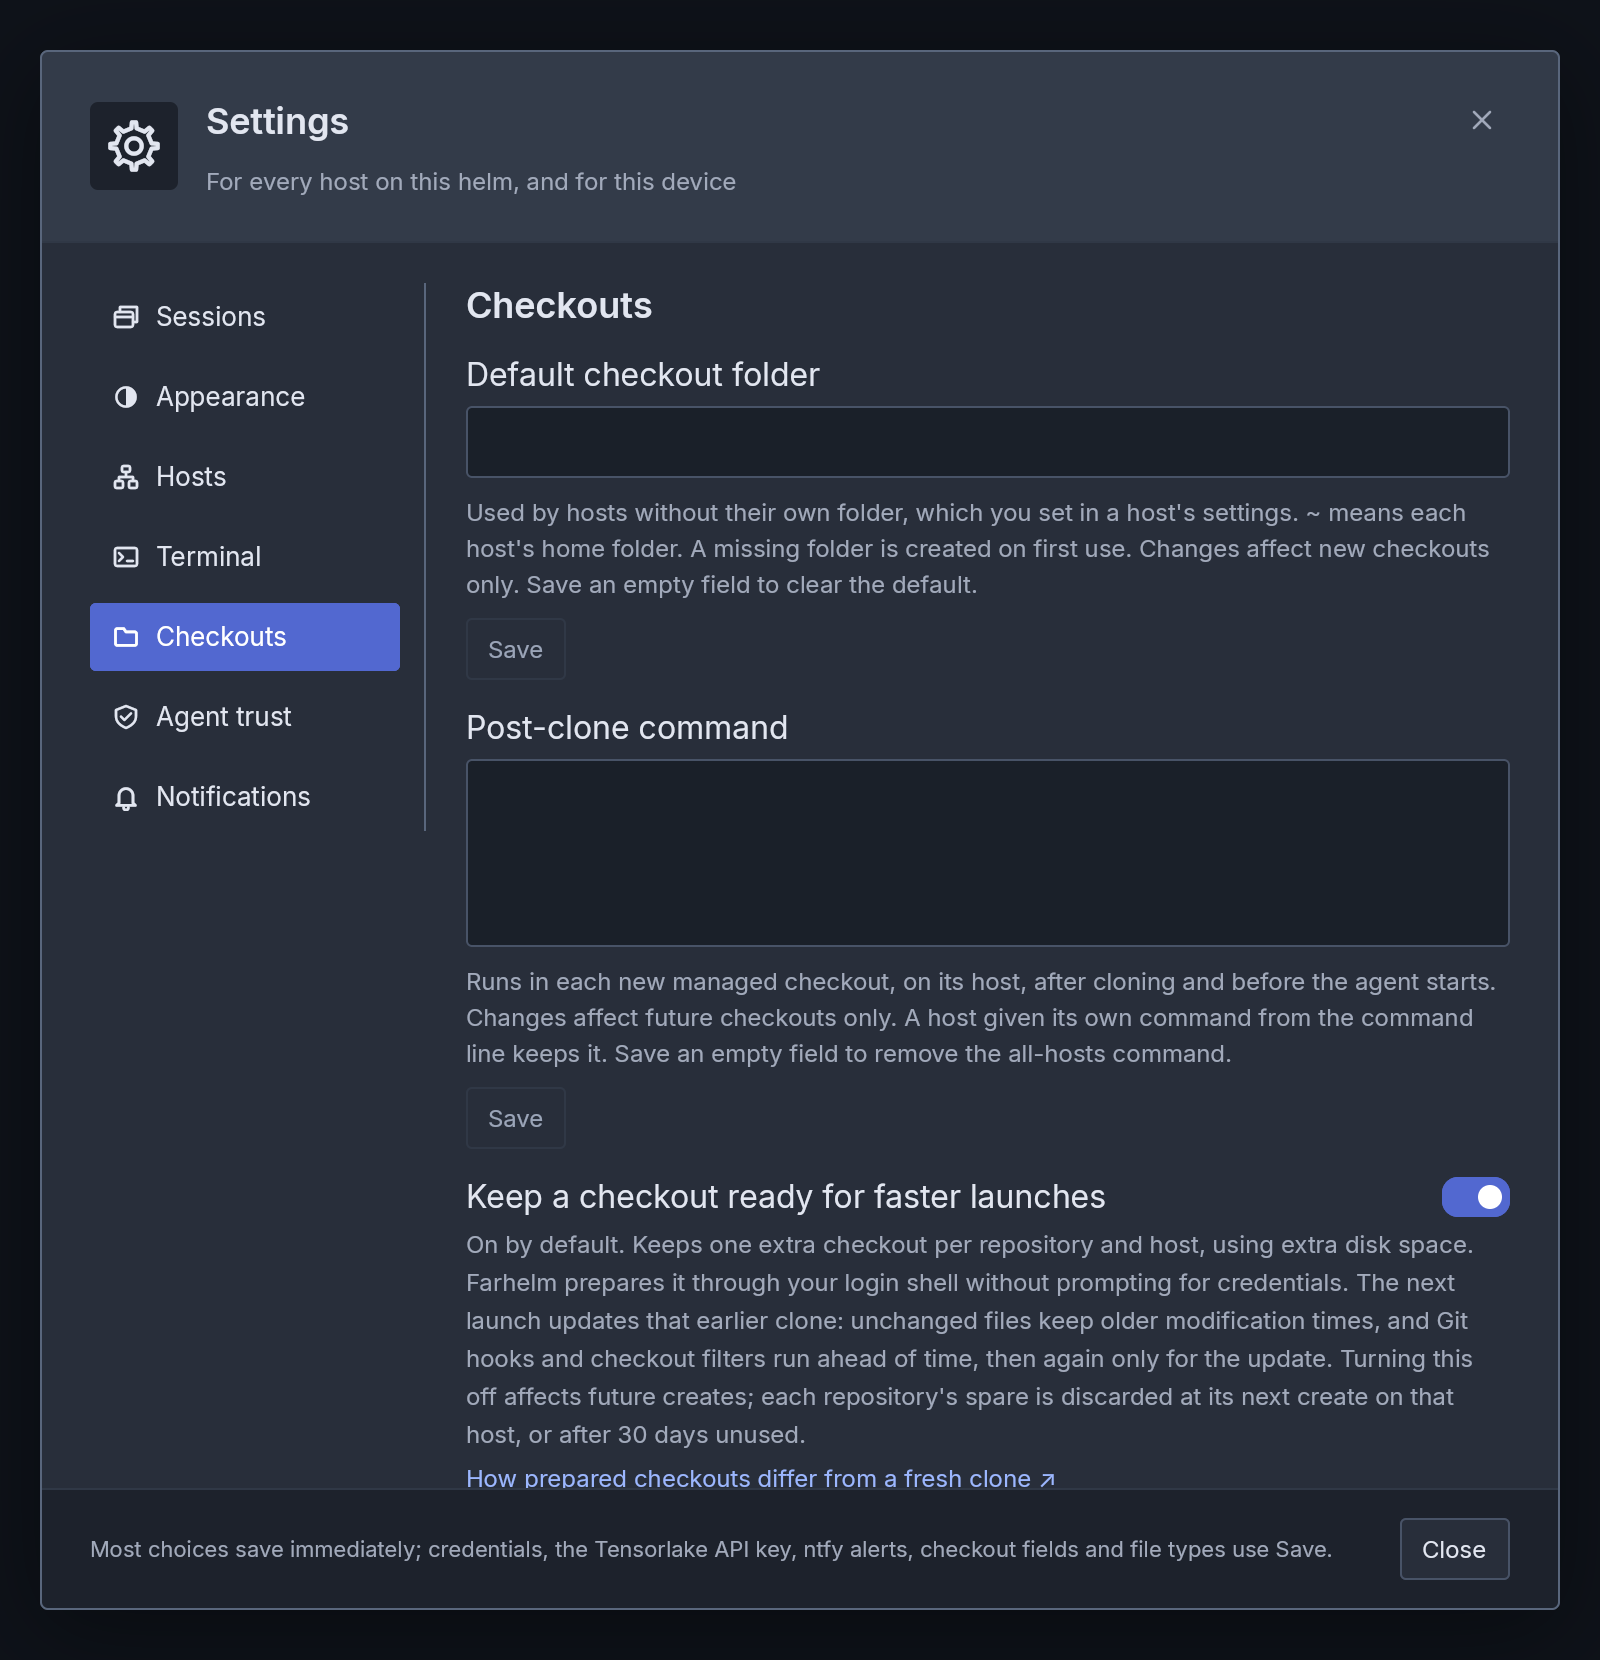 Settings
For every host on this helm, and for this device
Sessions
Appearance
Hosts
Terminal
Checkouts
Agent trust
Notifications
Checkouts
Default checkout folder
Used by hosts without their own folder, which you set in a host's settings. ~ means each
host's home folder. A missing folder is created on first use. Changes affect new checkouts
only. Save an empty field to clear the default.
Save
Post-clone command
Runs in each new managed checkout, on its host, after cloning and before the agent starts.
Changes affect future checkouts only. A host given its own command from the command
line keeps it. Save an empty field to remove the all-hosts command.
Save
Keep a checkout ready for faster launches
On by default. Keeps one extra checkout per repository and host, using extra disk space.
Farhelm prepares it through your login shell without prompting for credentials. The next
launch updates that earlier clone: unchanged files keep older modification times, and Git
hooks and checkout filters run ahead of time, then again only for the update. Turning this
off affects future creates; each repository's spare is discarded at its next create on that
host, or after 30 days unused.
How prepared checkouts differ from a fresh clone ↗
Most choices save immediately; credentials, the Tensorlake API key, ntfy alerts, checkout fields and file types use Save.
Close